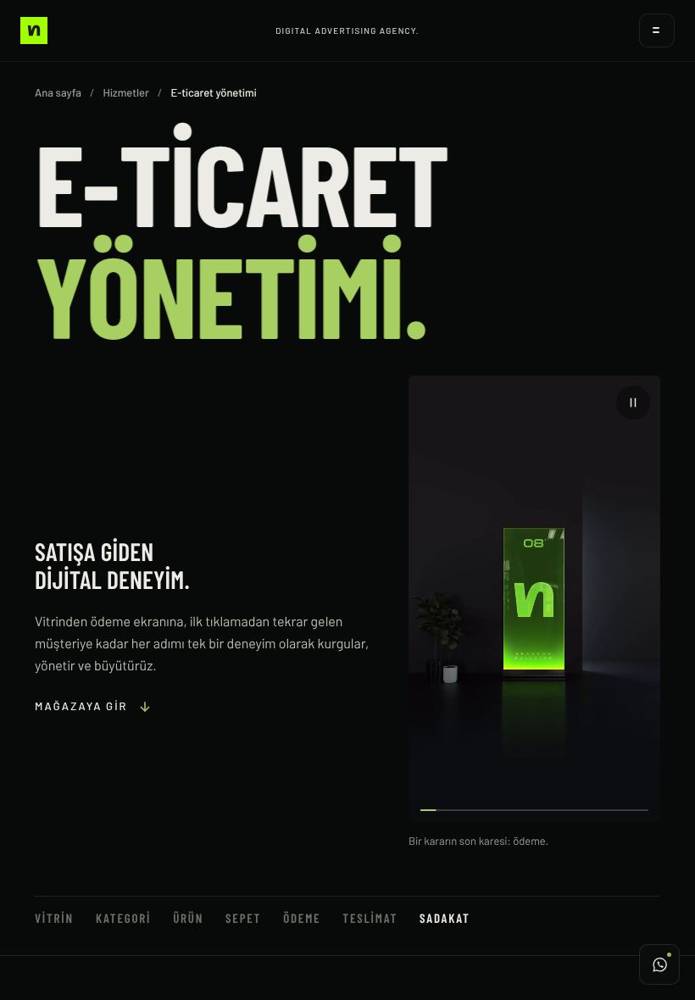 n
DIGITAL ADVERTISING AGENCY.
Ana sayfa / Hizmetler / E-ticaret yönetimi
E-TİCARET
YÖNETİMİ.
08
n
SATIŞA GİDEN
DİJİTAL DENEYİM.
Vitrinden ödeme ekranına, ilk tıklamadan tekrar gelen
müşteriye kadar her adımı tek bir deneyim olarak kurgular,
yönetir ve büyütürüz.
MAĞAZAYA GİR ↓
Bir kararın son karesi: ödeme.
VİTRİN KATEGORİ ÜRÜN SEPET ÖDEME TESLİMAT SADAKAT